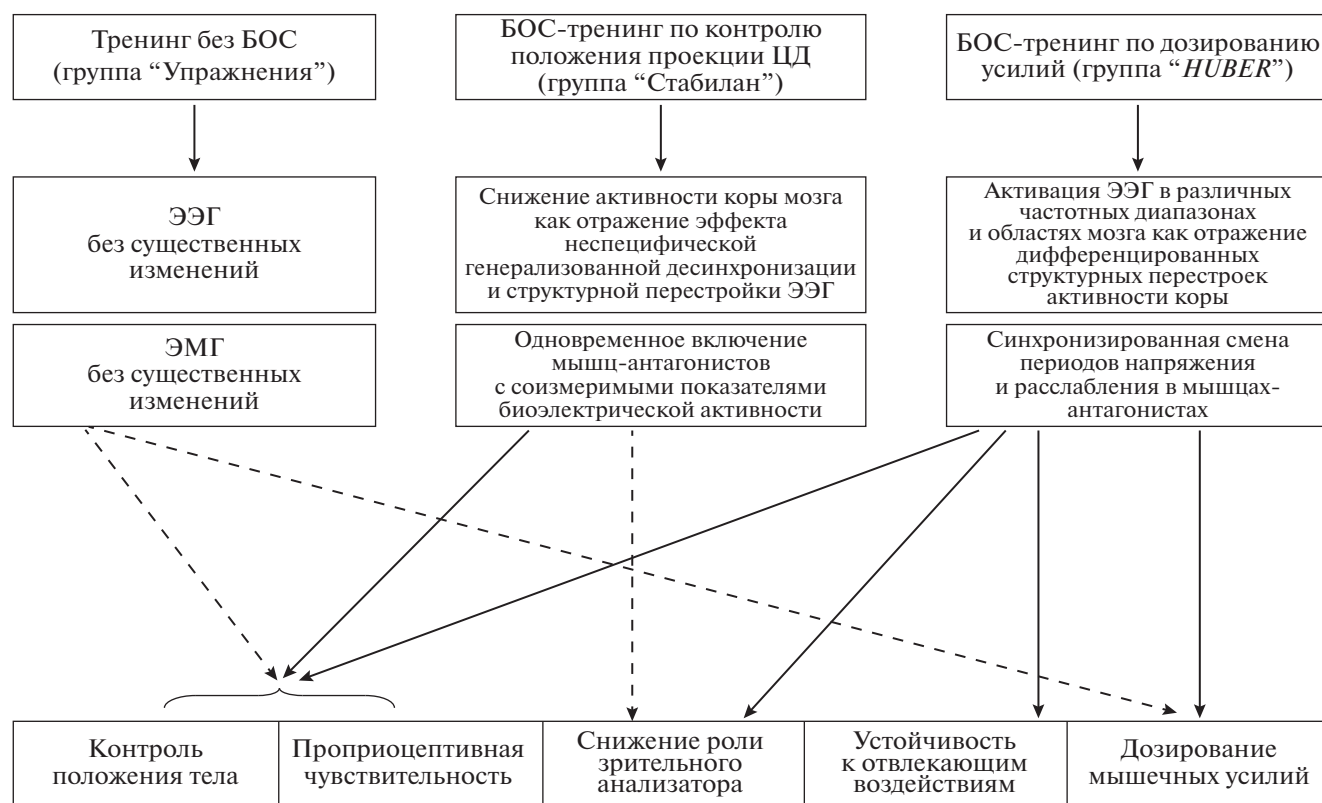 Тренинг без БОС
(группа “Упражнения”)
БОС-тренинг по контролю
положения проекции ЦД
(группа “Стабилан”)
БОС-тренинг по дозированию
усилий (группа “HUBER”)
ЭЭГ
без существенных
изменений
Снижение активности коры мозга
как отражение эффекта
неспецифической
генерализованной десинхронизации
и структурной перестройки ЭЭГ
Активация ЭЭГ в различных
частотных диапазонах
и областях мозга как отражение
дифференцированных
структурных перестроек
активности коры
ЭМГ
без существенных
изменений
Одновременное включение
мышц-антагонистов
с соизмеримыми показателями
биоэлектрической активности
Синхронизированная смена
периодов напряжения
и расслабления в мышцах-
антагонистах
Контроль
положения тела
Проприоцептивная
чувствительность
Снижение роли
зрительного
анализатора
Устойчивость
к отвлекающим
воздействиям
Дозирование
мышечных усилий